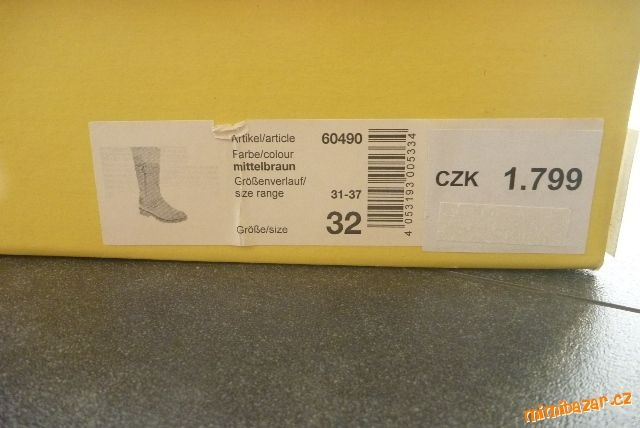 Artikel/article 60490
Farbe/colour
mittelbraun
Größenverlauf/
size range 31-37
Größe/size 32
4 053193 005334
CZK 1.799
mimibazar.cz